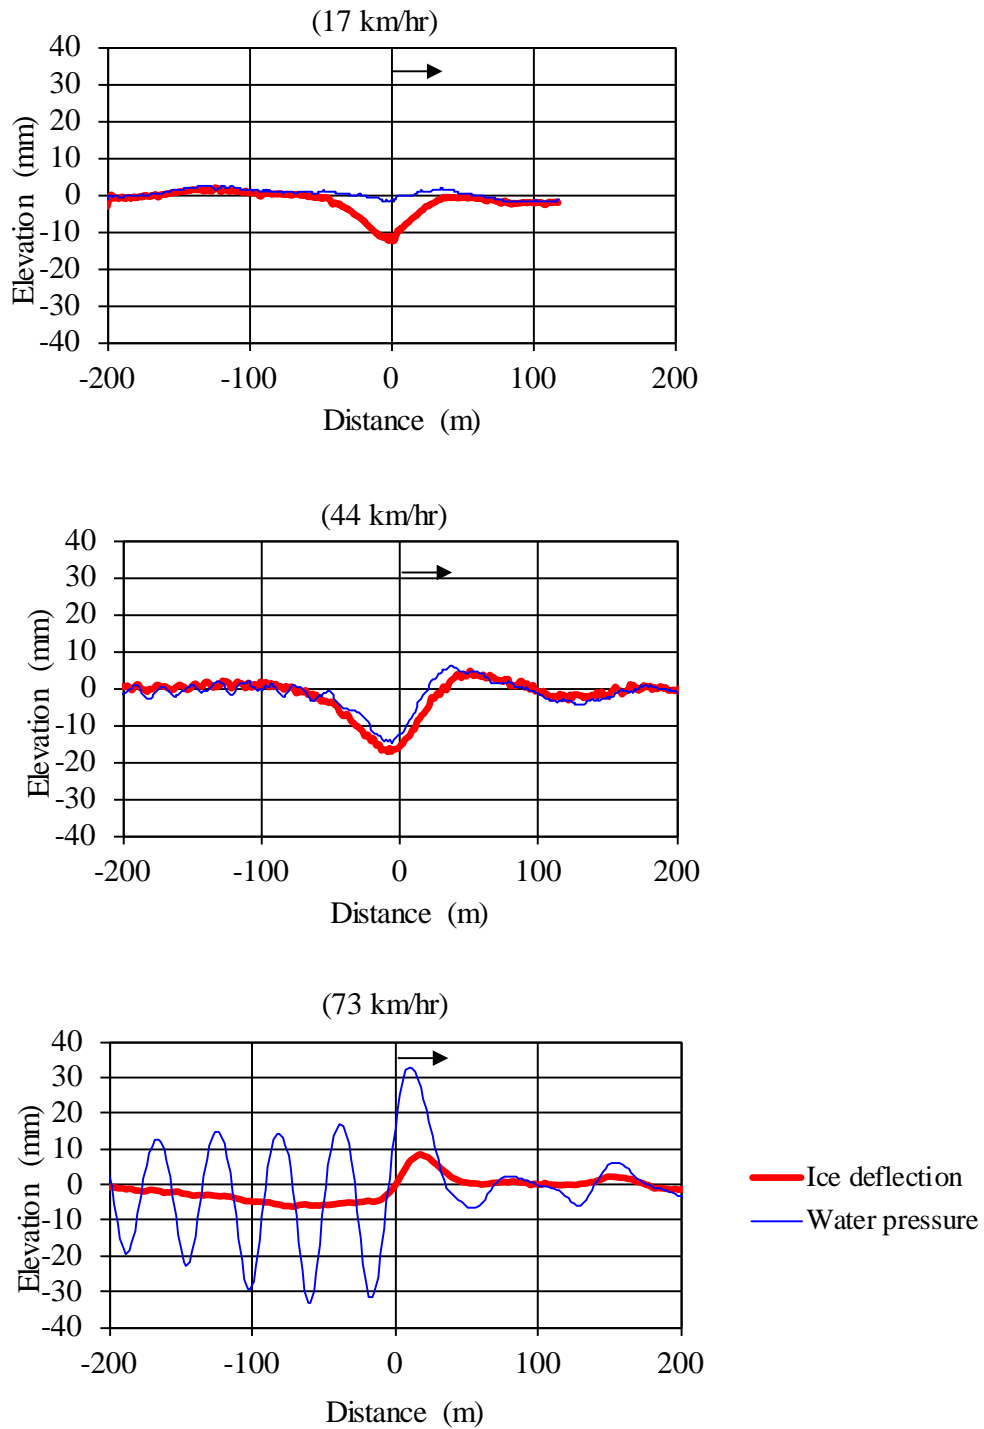 (17 km/hr)
40
30
20
10
0
-10
-20
-30
-40
Elevation (mm)
-200 -100 0 100 200
Distance (m)
(44 km/hr)
40
30
20
10
0
-10
-20
-30
-40
Elevation (mm)
-200 -100 0 100 200
Distance (m)
(73 km/hr)
40
30
20
10
0
-10
-20
-30
-40
Elevation (mm)
-200 -100 0 100 200
Distance (m)
Ice deflection
Water pressure